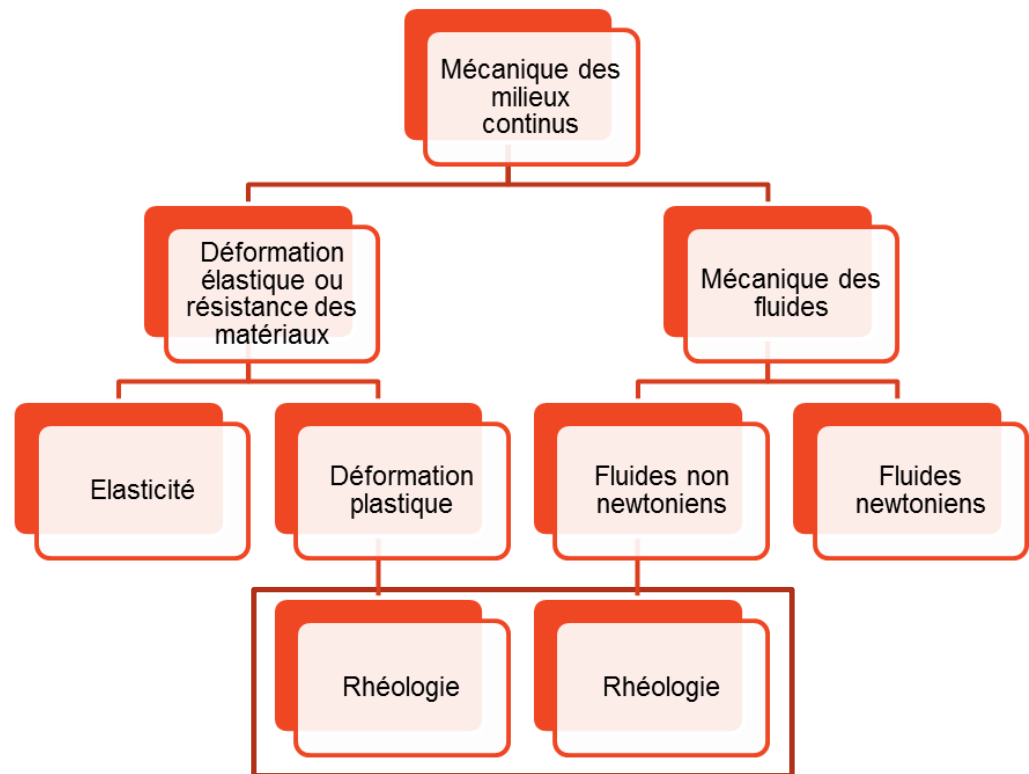 Mécanique des
milieux
continus
Déformation
élastique ou
résistance des
matériaux
Mécanique des
fluides
Elasticité
Déformation
plastique
Fluides non
newtoniens
Fluides
newtoniens
Rhéologie
Rhéologie